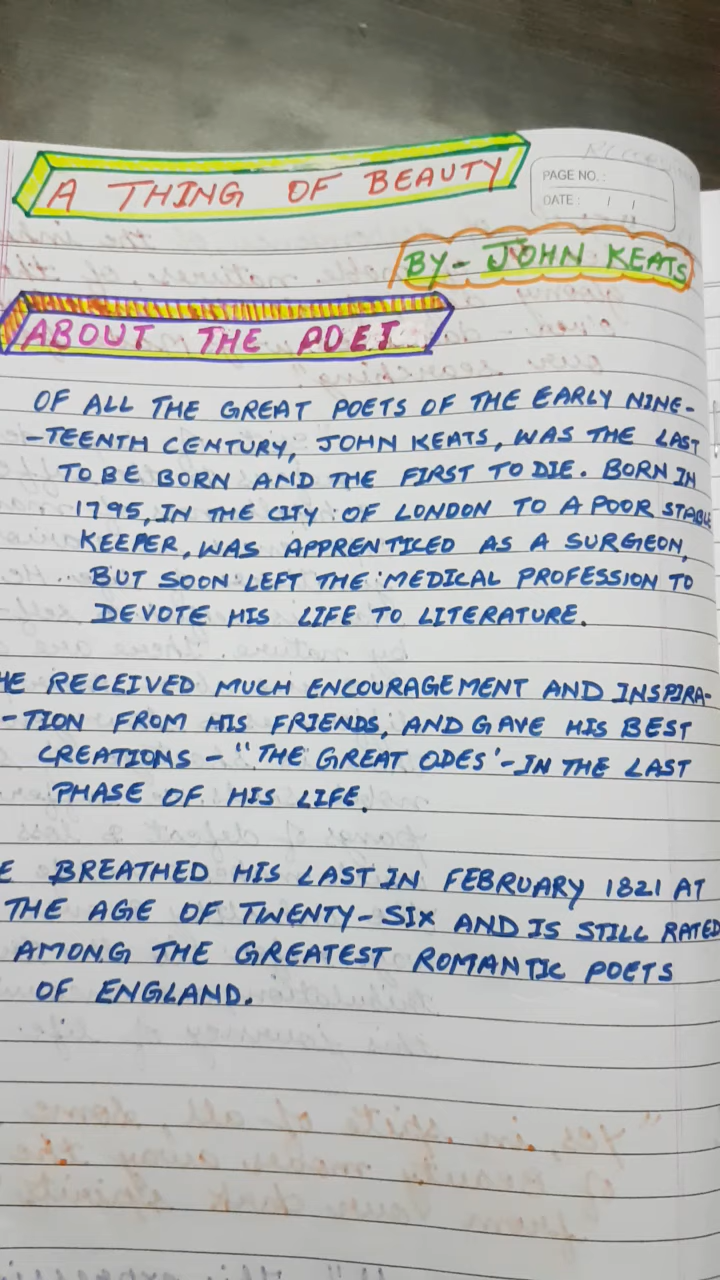 A THING OF BEAUTY
PAGE NO.:
DATE: / /
BY - JOHN KEATS
ABOUT THE POET
OF ALL THE GREAT POETS OF THE EARLY NINE-
-TEENTH CENTURY, JOHN KEATS, WAS THE LAST
TO BE BORN AND THE FIRST TO DIE. BORN IN
1795, IN THE CITY OF LONDON TO A POOR STABLE
KEEPER, WAS APPRENTICED AS A SURGEON,
BUT SOON LEFT THE MEDICAL PROFESSION TO
DEVOTE HIS LIFE TO LITERATURE.
HE RECEIVED MUCH ENCOURAGEMENT AND INSPIRA-
-TION FROM HIS FRIENDS, AND GAVE HIS BEST
CREATIONS - "THE GREAT ODES' - IN THE LAST
PHASE OF HIS LIFE.
E BREATHED HIS LAST IN FEBRUARY 1821 AT
THE AGE OF TWENTY-SIX AND IS STILL RATED
AMONG THE GREATEST ROMANTIC POETS
OF ENGLAND.